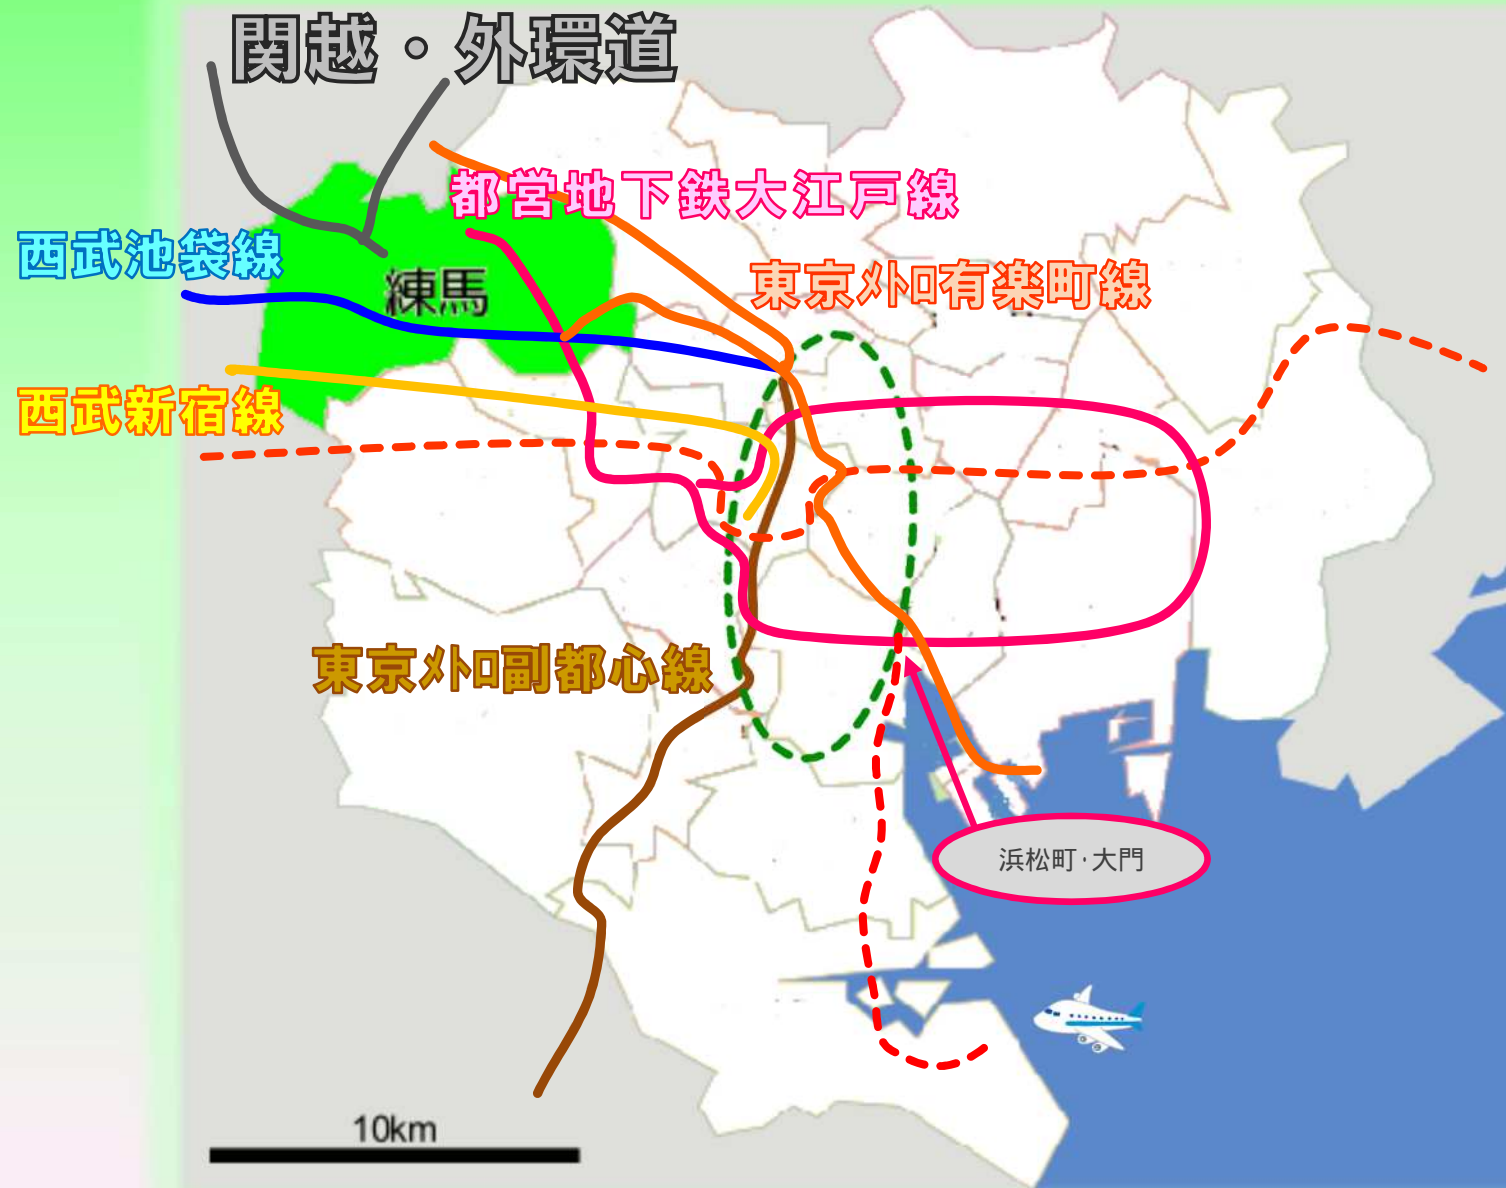 関越・外環道
都営地下鉄大江戸線
西武池袋線
東京ﾒﾄﾛ有楽町線
練馬
西武新宿線
東京ﾒﾄﾛ副都心線
浜松町･大門
10km